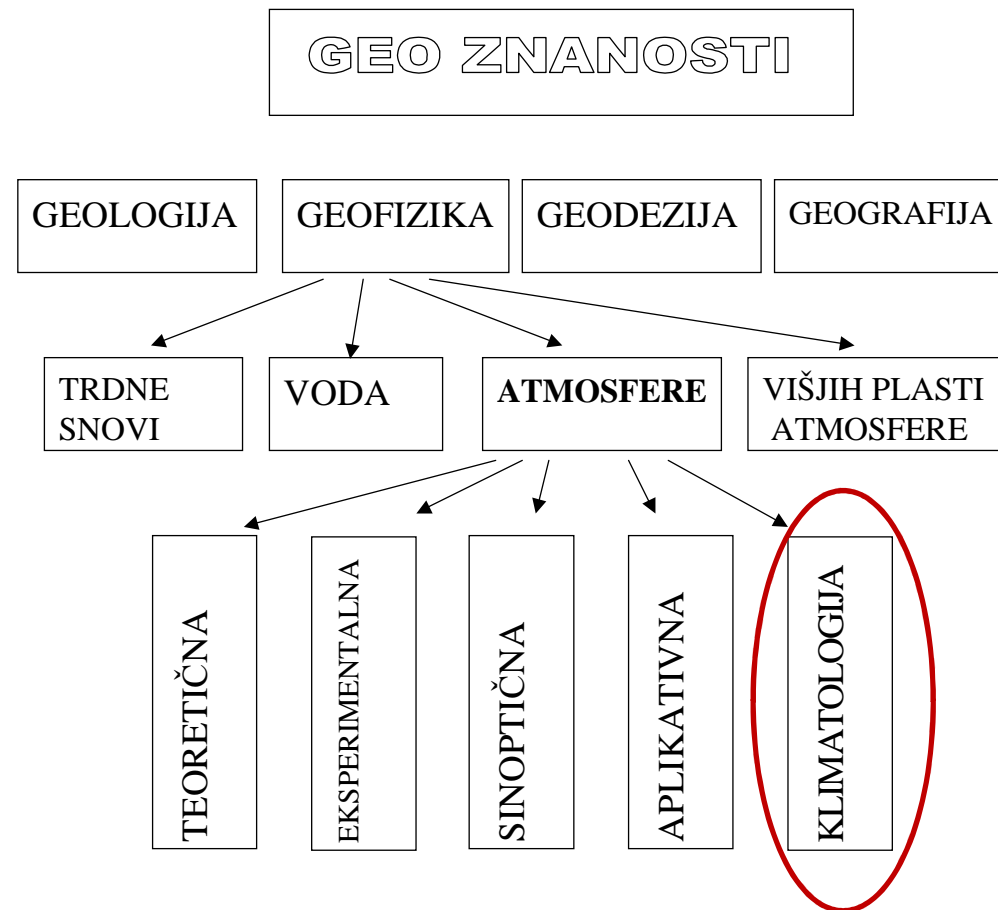 GEO ZNANOSTI
GEOLOGIJA
GEOFIZIKA
GEODEZIJA
GEOGRAFIJA
TRDNE
SNOVI
VODA
ATMOSFERE
VIŠJIH PLASTI
ATMOSFERE
TEORETIČNA
EKSPERIMENTALNA
SINOPTIČNA
APLIKATIVNA
KLIMATOLOGIJA